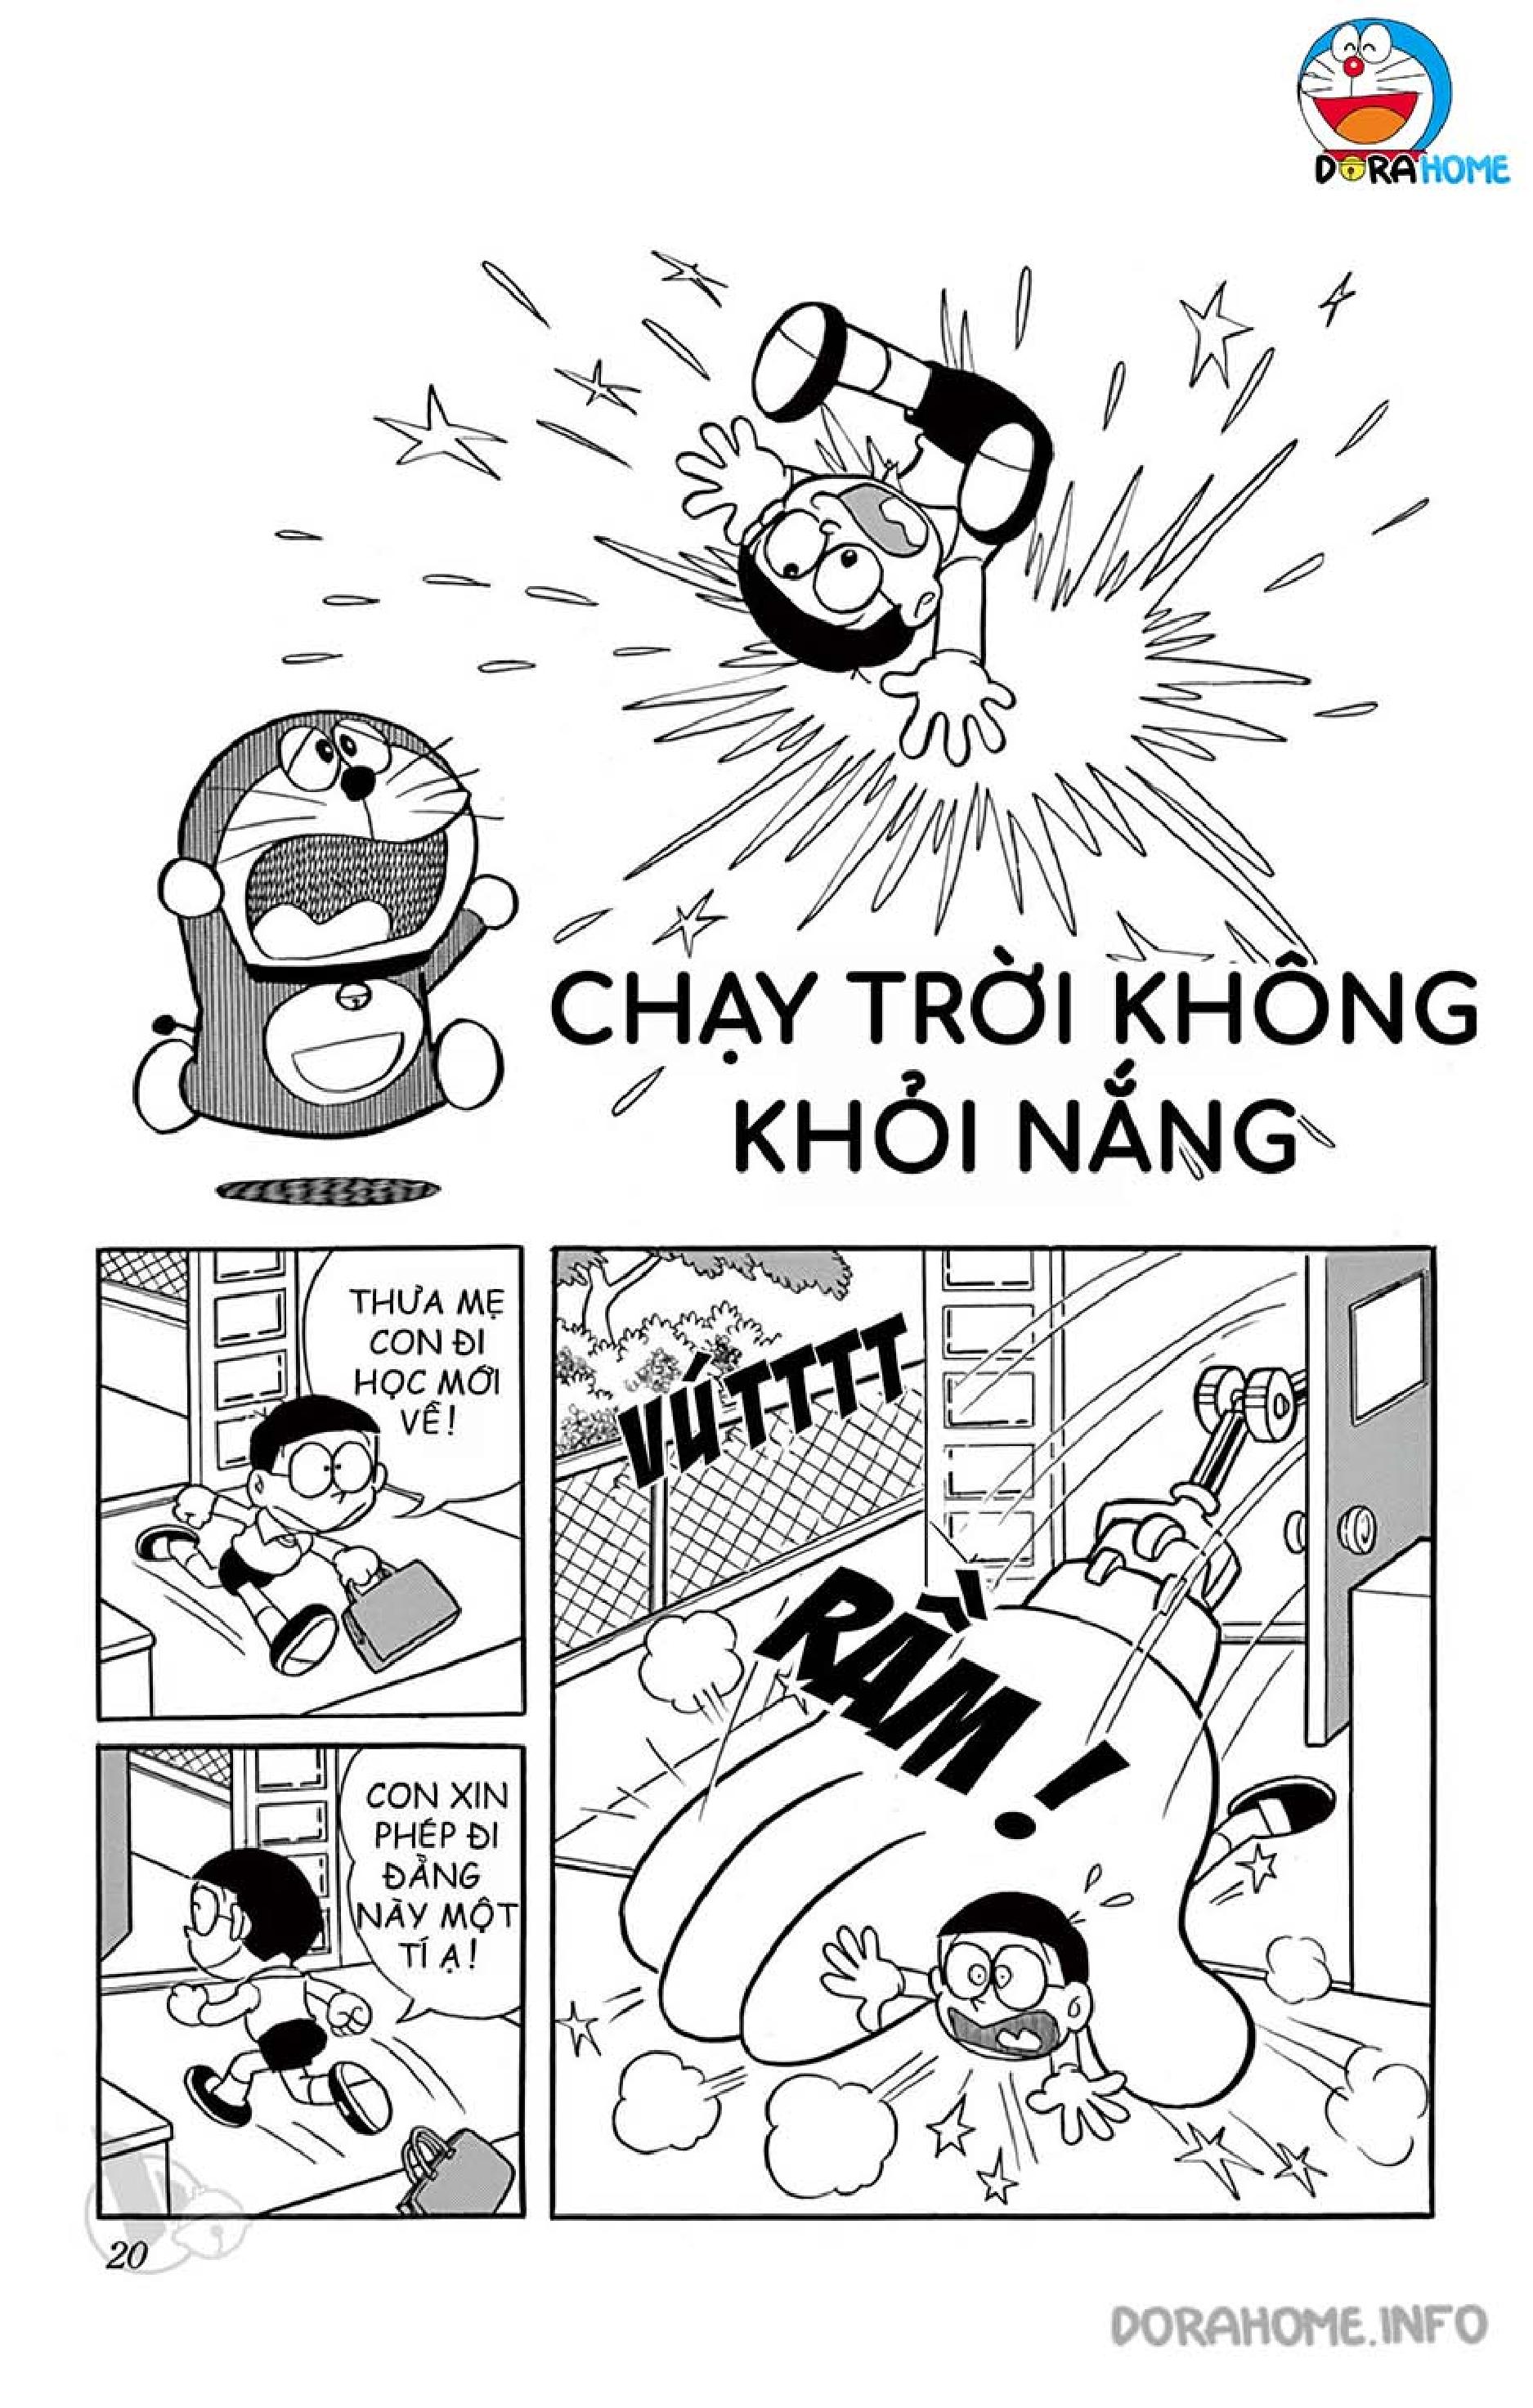 DORAHOME
CHẠY TRỜI KHÔNG
KHỎI NẮNG
THƯA MẸ
CON ĐI
HỌC MỚI
VỀ!
VÚTTTT
RẦM!
CON XIN
PHÉP ĐI
ĐẰNG
NÀY MỘT
TÍ Ạ!
20
DORAHOME.INFO